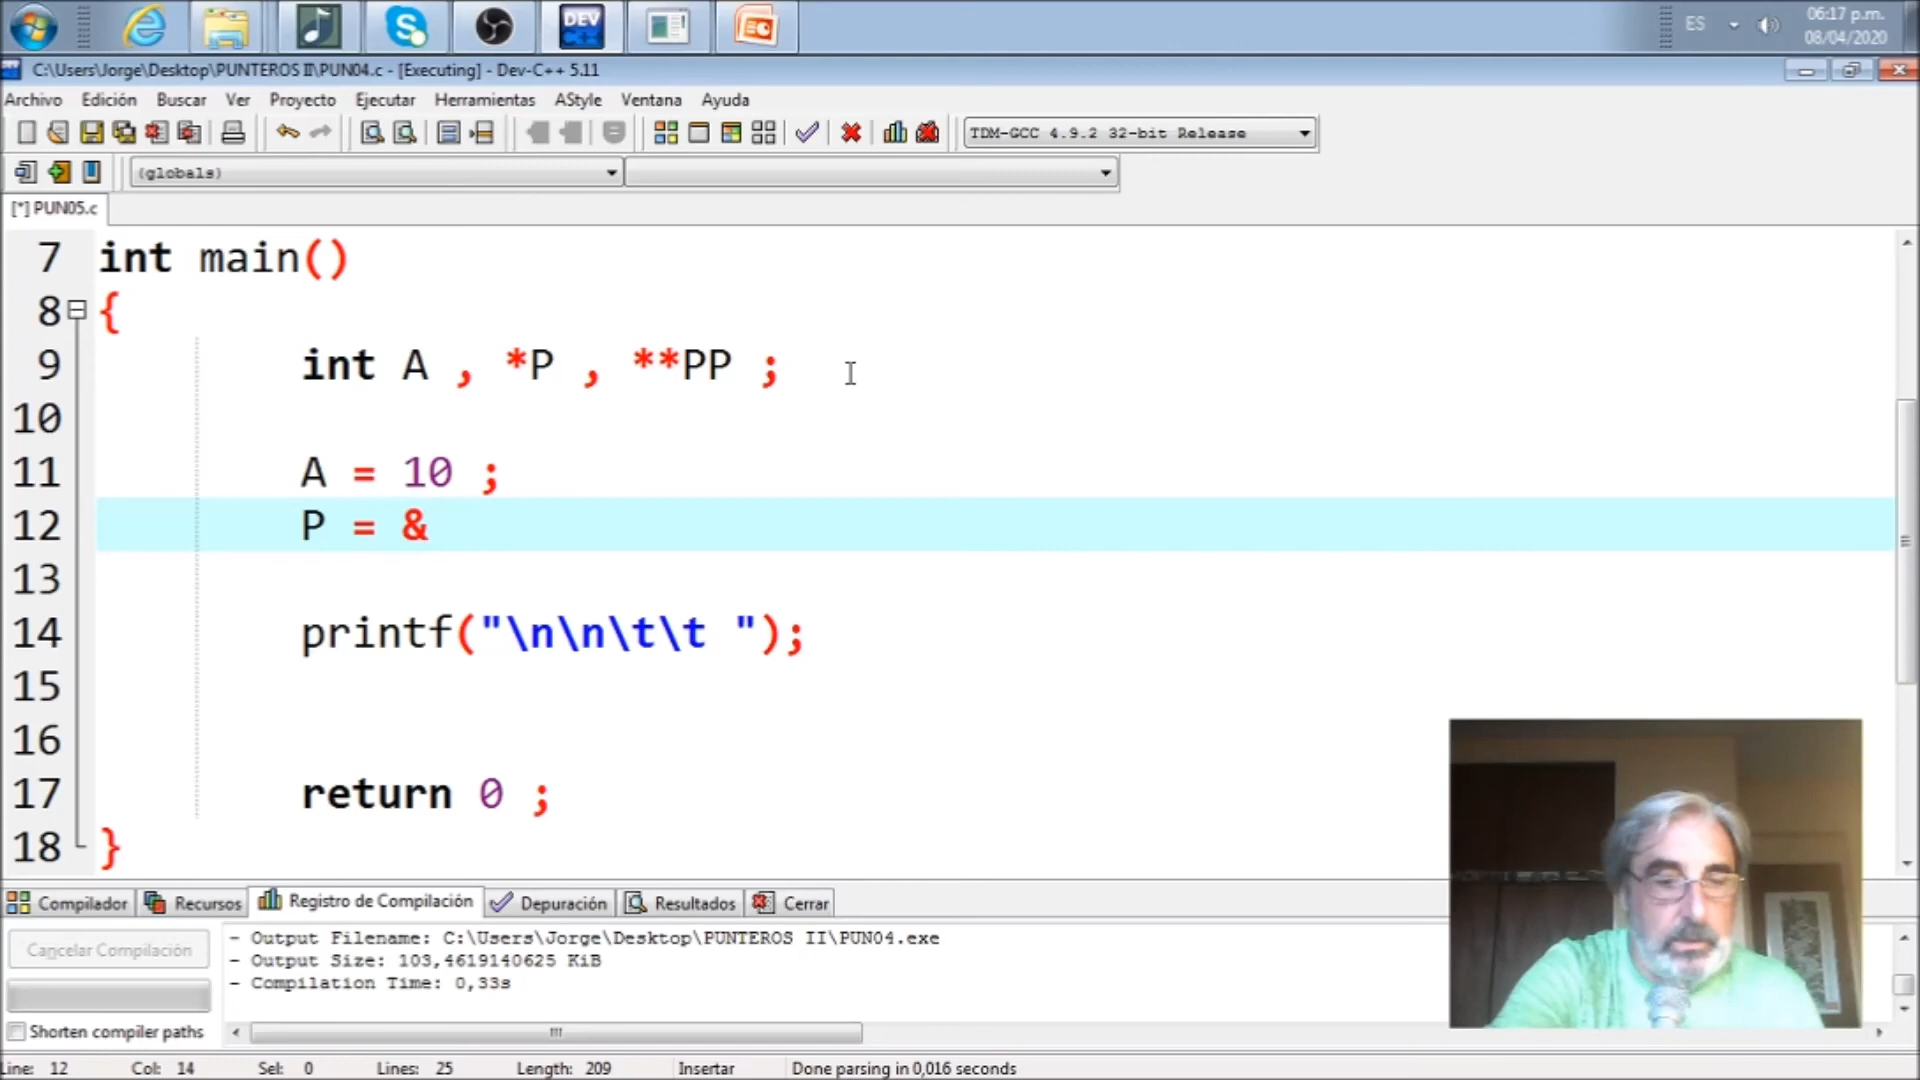 DEV
C++
ES
06:17 p.m.
08/04/2020
C:\Users\Jorge\Desktop\PUNTEROS II\PUN04.c - [Executing] - Dev-C++ 5.11
Archivo Edición Buscar Ver Proyecto Ejecutar Herramientas AStyle Ventana Ayuda
TDM-GCC 4.9.2 32-bit Release
(globals)
[*] PUN05.c
7 int main()
8 {
9 int A , *P , **PP ;
10
11 A = 10 ;
12 P = &
13
14 printf("\n\n\t\t ");
15
16
17 return 0 ;
18 }
Compilador Recursos Registro de Compilación Depuración Resultados Cerrar
Cancelar Compilación
- Output Filename: C:\Users\Jorge\Desktop\PUNTEROS II\PUN04.exe
- Output Size: 103,4619140625 KiB
- Compilation Time: 0,33s
Shorten compiler paths
Line: 12 Col: 14 Sel: 0 Lines: 25 Length: 209 Insertar Done parsing in 0,016 seconds